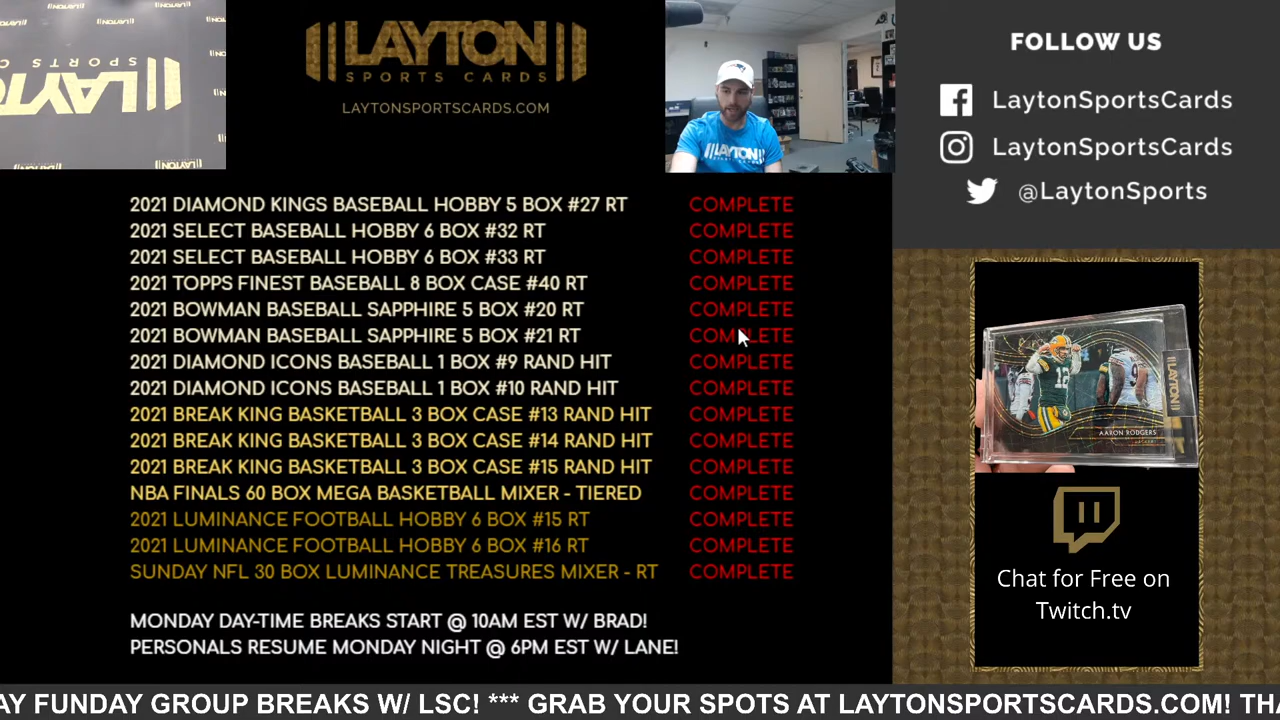 LAYTON
SPORTS CARDS
LAYTONSPORTSCARDS.COM
LAYTON
FOLLOW US
LaytonSportsCards
LaytonSportsCards
@LaytonSports
2021 DIAMOND KINGS BASEBALL HOBBY 5 BOX #27 RT COMPLETE
2021 SELECT BASEBALL HOBBY 6 BOX #32 RT COMPLETE
2021 SELECT BASEBALL HOBBY 6 BOX #33 RT COMPLETE
2021 TOPPS FINEST BASEBALL 8 BOX CASE #40 RT COMPLETE
2021 BOWMAN BASEBALL SAPPHIRE 5 BOX #20 RT COMPLETE
2021 BOWMAN BASEBALL SAPPHIRE 5 BOX #21 RT COMPLETE
2021 DIAMOND ICONS BASEBALL 1 BOX #9 RAND HIT COMPLETE
2021 DIAMOND ICONS BASEBALL 1 BOX #10 RAND HIT COMPLETE
2021 BREAK KING BASKETBALL 3 BOX CASE #13 RAND HIT COMPLETE
2021 BREAK KING BASKETBALL 3 BOX CASE #14 RAND HIT COMPLETE
2021 BREAK KING BASKETBALL 3 BOX CASE #15 RAND HIT COMPLETE
NBA FINALS 60 BOX MEGA BASKETBALL MIXER - TIERED COMPLETE
2021 LUMINANCE FOOTBALL HOBBY 6 BOX #15 RT COMPLETE
2021 LUMINANCE FOOTBALL HOBBY 6 BOX #16 RT COMPLETE
SUNDAY NFL 30 BOX LUMINANCE TREASURES MIXER - RT COMPLETE
MONDAY DAY-TIME BREAKS START @ 10AM EST W/ BRAD!
PERSONALS RESUME MONDAY NIGHT @ 6PM EST W/ LANE!
12
AARON RODGERS
LAYTON
Chat for Free on
Twitch.tv
AY FUNDAY GROUP BREAKS W/ LSC! *** GRAB YOUR SPOTS AT LAYTONSPORTSCARDS.COM! THA